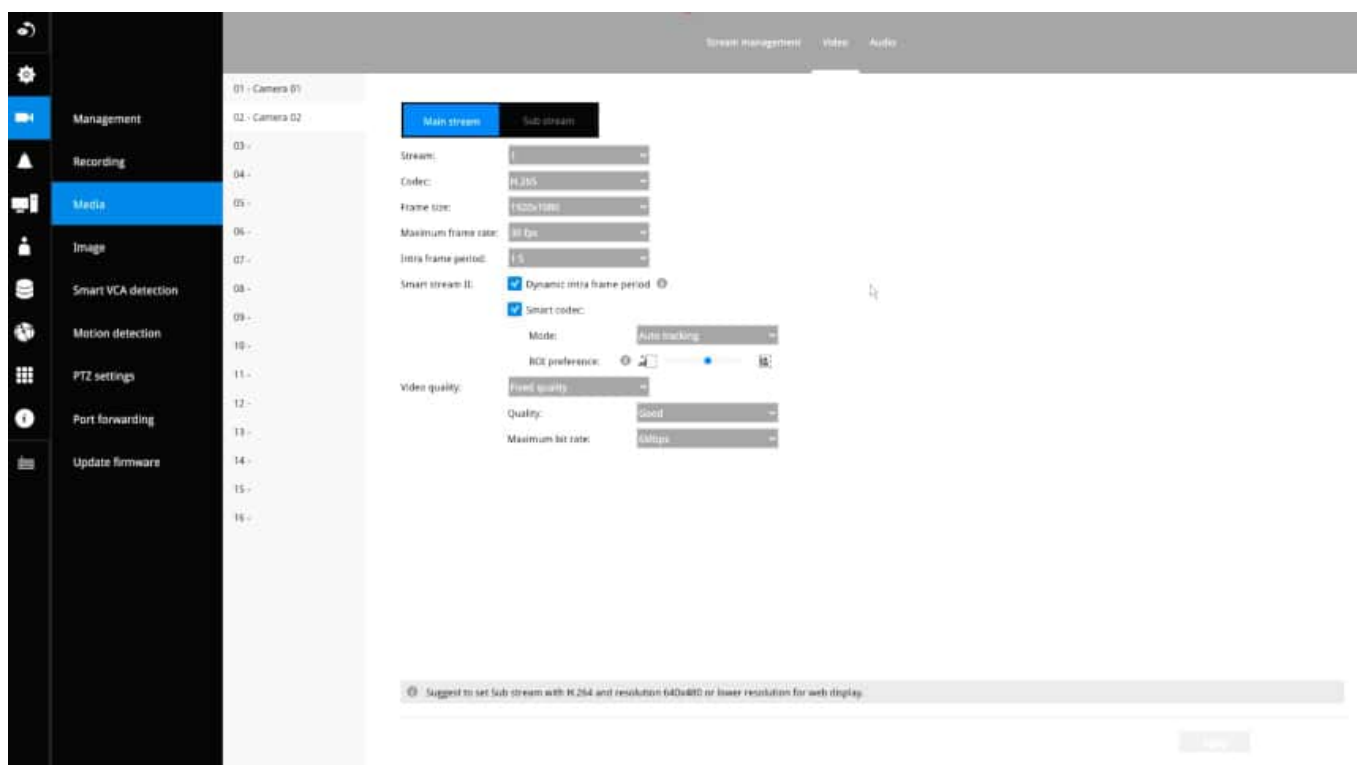 Stream management Video Audio
01 - Camera 01
Management
02 - Camera 02
Main stream Sub stream
03 -
Recording
Stream: 1
04 -
Codec: H.265
Media
05 -
Frame size: 1920x1080
06 -
Maximum frame rate: 30 fps
Image
07 -
Intra frame period: 1 S
Smart VCA detection
08 -
Smart stream II: Dynamic intra frame period
09 -
Smart codec:
Motion detection
10 -
Mode: Auto tracking
ROI preference:
PTZ settings
11 -
Video quality: Fixed quality
12 -
Port forwarding
Quality: Good
13 -
Maximum bit rate: 6Mbps
Update firmware
14 -
15 -
16 -
Suggest to set Sub stream with H.264 and resolution 640x480 or lower resolution for web display.